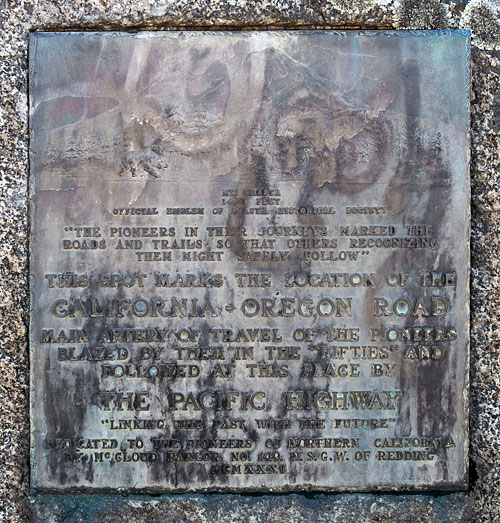 MT. SHASTA
FEET
OFFICIAL EMBLEM OF SHASTA HISTORICAL SOCIETY
"THE PIONEERS IN THEIR JOURNEYS MARKED THE
ROADS AND TRAILS SO THAT OTHERS RECOGNIZING
THEM MIGHT SAFELY FOLLOW"
THIS SPOT MARKS THE LOCATION OF THE
CALIFORNIA-OREGON ROAD
MAIN ARTERY OF TRAVEL OF THE PIONEERS
BLAZED BY THEM IN THE "FIFTIES" AND
FOLLOWED AT THIS PLACE BY
THE PACIFIC HIGHWAY
"LINKING THE PAST WITH THE FUTURE"
DEDICATED TO THE PIONEERS OF NORTHERN CALIFORNIA
BY McCLOUD PARLOR NO. 149. N. S. G. W. OF REDDING
MCMXXXI